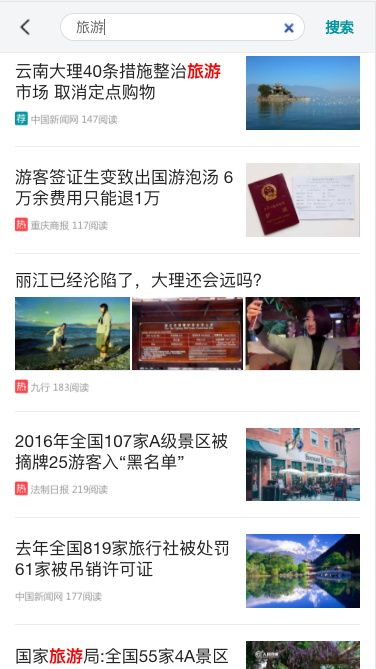 旅游
搜索
云南大理40条措施整治旅游
市场 取消定点购物
荐 中国新闻网 147阅读
游客签证生变致出国游泡汤 6
万余费用只能退1万
热 重庆商报 117阅读
丽江已经沦陷了，大理还会远吗？
热 九行 183阅读
2016年全国107家A级景区被
摘牌25游客入“黑名单”
热 法制日报 219阅读
去年全国819家旅行社被处罚
61家被吊销许可证
中国新闻网 177阅读
国家旅游局:全国55家4A景区